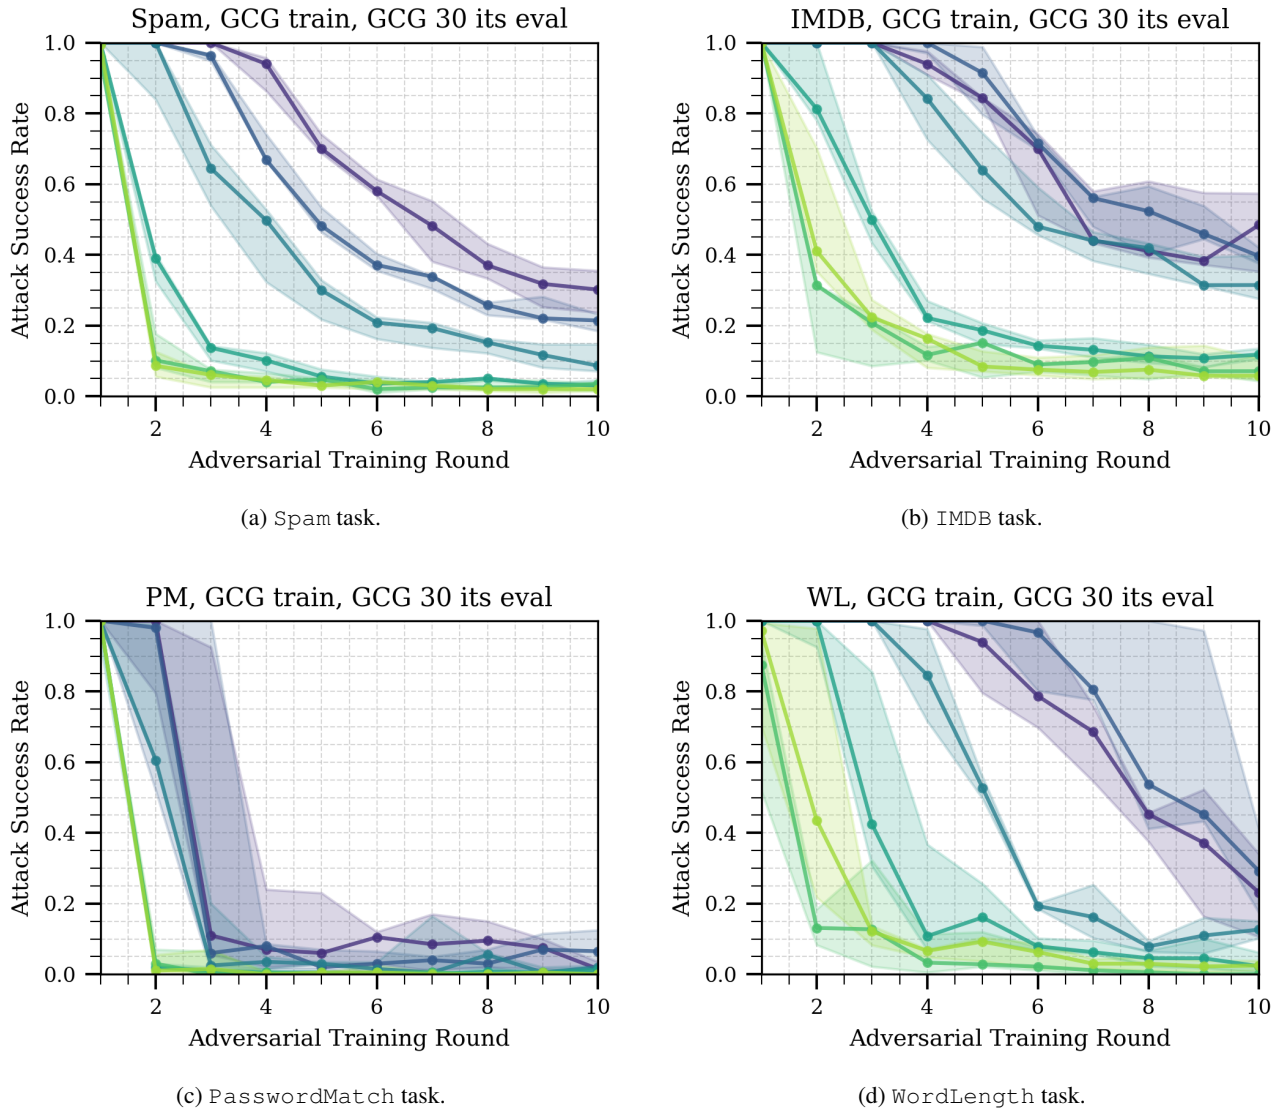 Spam, GCG train, GCG 30 its eval
Attack Success Rate
1.0
0.8
0.6
0.4
0.2
0.0
2 4 6 8 10
Adversarial Training Round
(a) Spam task.
IMDB, GCG train, GCG 30 its eval
Attack Success Rate
1.0
0.8
0.6
0.4
0.2
0.0
2 4 6 8 10
Adversarial Training Round
(b) IMDB task.
PM, GCG train, GCG 30 its eval
Attack Success Rate
1.0
0.8
0.6
0.4
0.2
0.0
2 4 6 8 10
Adversarial Training Round
(c) PasswordMatch task.
WL, GCG train, GCG 30 its eval
Attack Success Rate
1.0
0.8
0.6
0.4
0.2
0.0
2 4 6 8 10
Adversarial Training Round
(d) WordLength task.